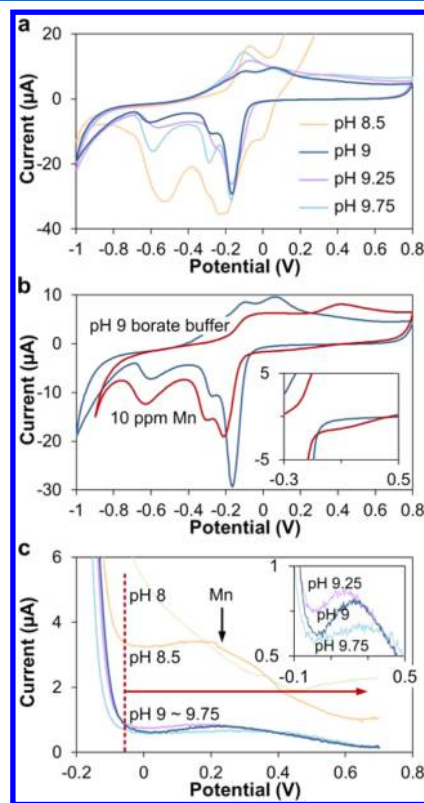 a
Current (µA)
20
0
-20
-40
pH 8.5
pH 9
pH 9.25
pH 9.75
-1 -0.8 -0.6 -0.4 -0.2 0 0.2 0.4 0.6 0.8
Potential (V)
b
Current (µA)
10
0
-10
-20
-30
pH 9 borate buffer
10 ppm Mn
5
-5
-0.3 0.5
-1 -0.8 -0.6 -0.4 -0.2 0 0.2 0.4 0.6 0.8
Potential (V)
c
Current (µA)
6
4
2
0
pH 8
Mn
pH 8.5
pH 9 ~ 9.75
1
0.5
pH 9.25
pH 9
pH 9.75
-0.1 0.5
-0.2 0 0.2 0.4 0.6 0.8
Potential (V)